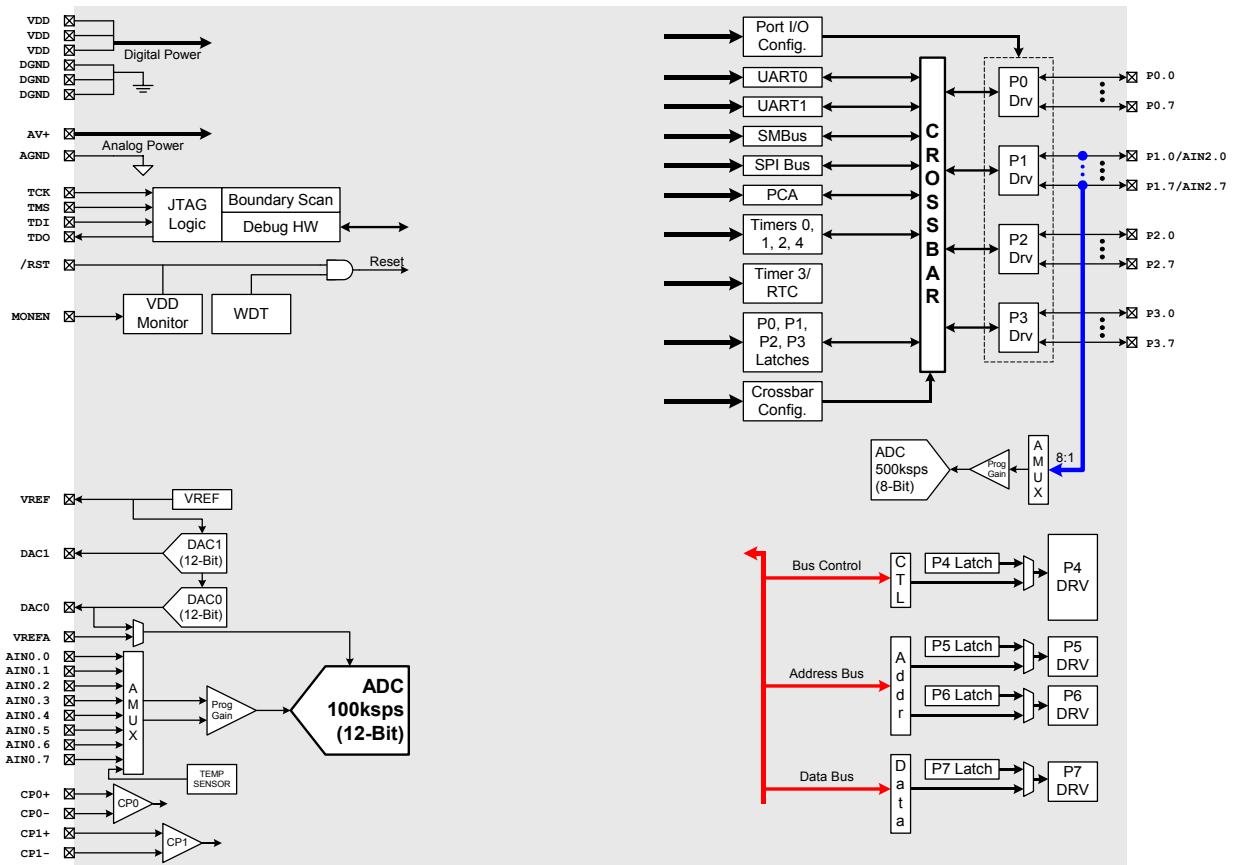 VDD
VDD
VDD
Digital Power
DGND
DGND
DGND
AV+
Analog Power
AGND
TCK
TMS
TDI
TDO
JTAG
Logic
Boundary Scan
Debug HW
/RST
Reset
MONEN
VDD
Monitor
WDT
VREF
VREF
DAC1
DAC1
(12-Bit)
DAC0
DAC0
(12-Bit)
VREFA
AIN0.0
AIN0.1
AIN0.2
AIN0.3
AIN0.4
AIN0.5
AIN0.6
AIN0.7
AMUX
Prog
Gain
ADC
100ksps
(12-Bit)
TEMP
SENSOR
CP0+
CP0-
CP0
CP1+
CP1-
CP1
Port I/O
Config.
UART0
UART1
SMBus
SPI Bus
PCA
Timers 0,
1, 2, 4
Timer 3/
RTC
P0, P1,
P2, P3
Latches
Crossbar
Config.
CROSSBAR
P0
Drv
P1
Drv
P2
Drv
P3
Drv
P0.0
P0.7
P1.0/AIN2.0
P1.7/AIN2.7
P2.0
P2.7
P3.0
P3.7
ADC
500ksps
(8-Bit)
Prog
Gain
AMUX
8:1
Bus Control
CTL
P4 Latch
P4
DRV
Address Bus
Addr
P5 Latch
P5
DRV
P6 Latch
P6
DRV
Data Bus
Data
P7 Latch
P7
DRV